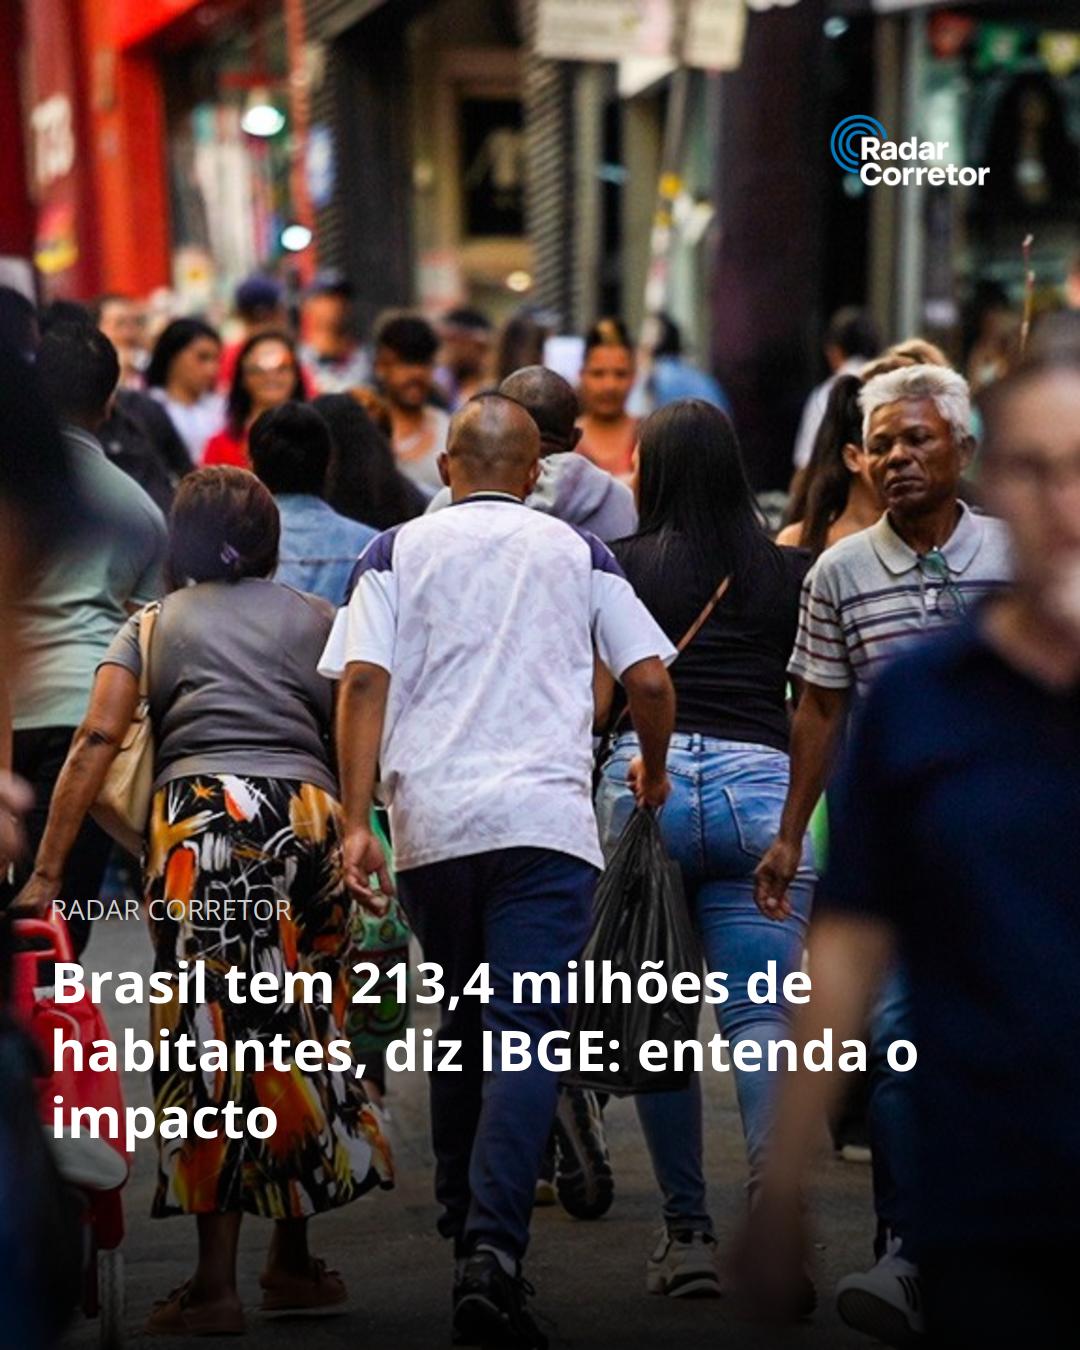 Radar
Corretor
RADAR CORRETOR
Brasil tem 213,4 milhões de
habitantes, diz IBGE: entenda o
impacto